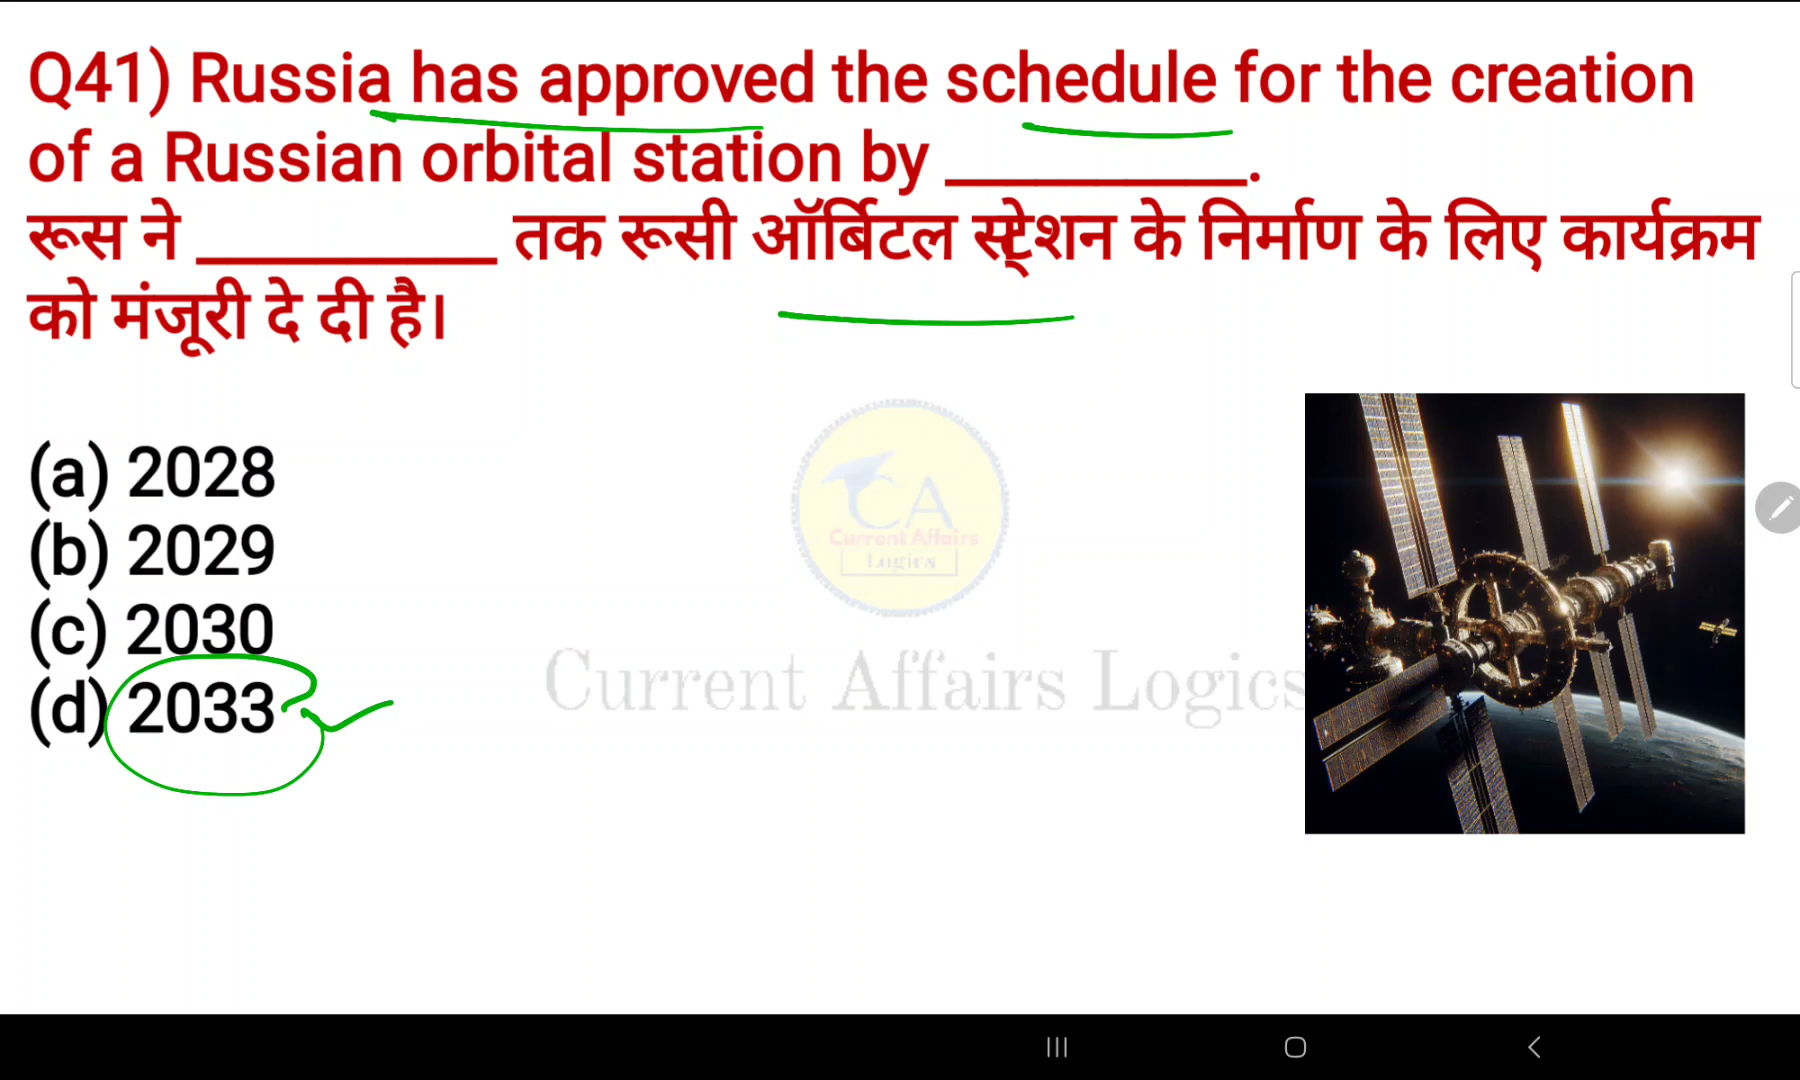 Q41) Russia has approved the schedule for the creation
of a Russian orbital station by __________.
रूस ने __________ तक रूसी ऑर्बिटल स्टे्शन के निर्माण के लिए कार्यक्रम
को मंजूरी दे दी है।
(a) 2028
(b) 2029
(c) 2030
(d) 2033
CA
Current Affairs
Logics
Current Affairs Logics